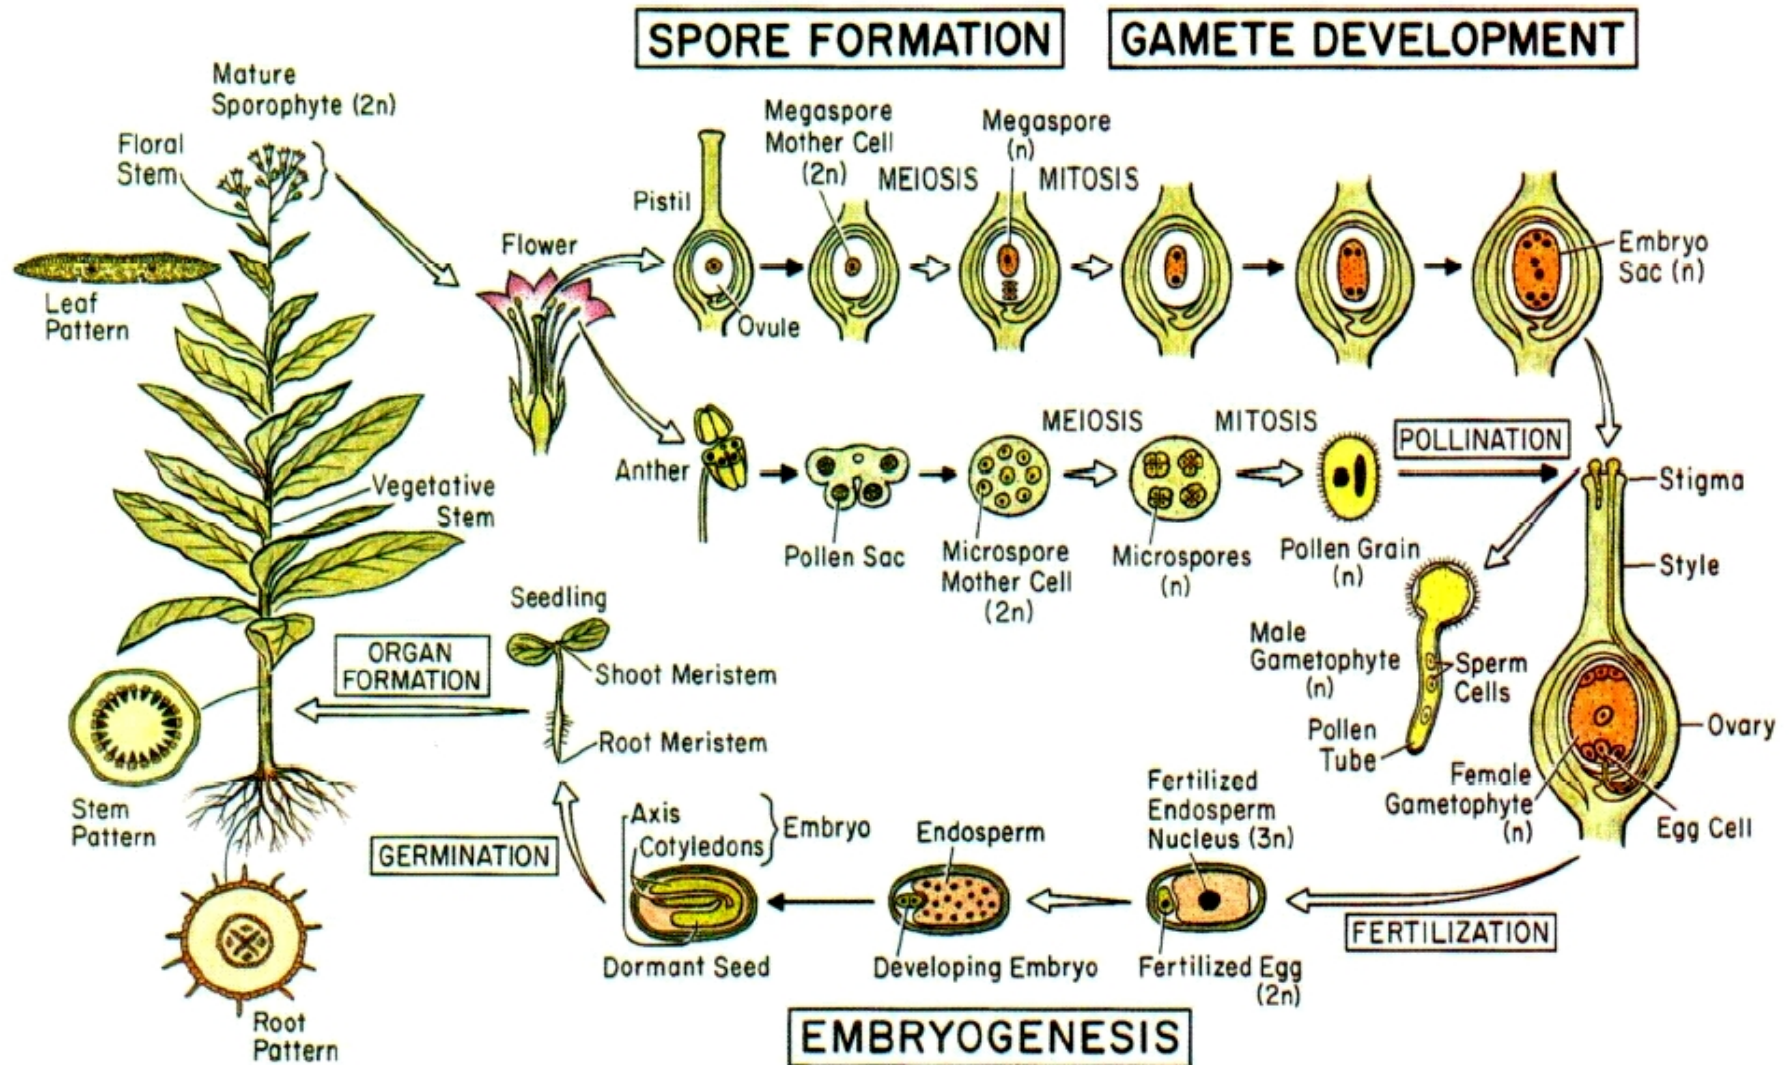 SPORE FORMATION
GAMETE DEVELOPMENT
Mature
Sporophyte (2n)
Floral
Stem
Leaf
Pattern
Flower
Pistil
Ovule
Megaspore
Mother Cell
(2n)
MEIOSIS
Megaspore
(n)
MITOSIS
Embryo
Sac (n)
Anther
Pollen Sac
Microspore
Mother Cell
(2n)
MEIOSIS
Microspores
(n)
MITOSIS
Pollen Grain
(n)
POLLINATION
Stigma
Style
Ovary
Egg Cell
Male
Gametophyte
(n)
Sperm
Cells
Pollen
Tube
Female
Gametophyte
(n)
Vegetative
Stem
Seedling
Shoot Meristem
Root Meristem
ORGAN
FORMATION
Stem
Pattern
Root
Pattern
GERMINATION
Axis
Cotyledons
Embryo
Dormant Seed
Endosperm
Developing Embryo
Fertilized
Endosperm
Nucleus (3n)
Fertilized Egg
(2n)
FERTILIZATION
EMBRYOGENESIS